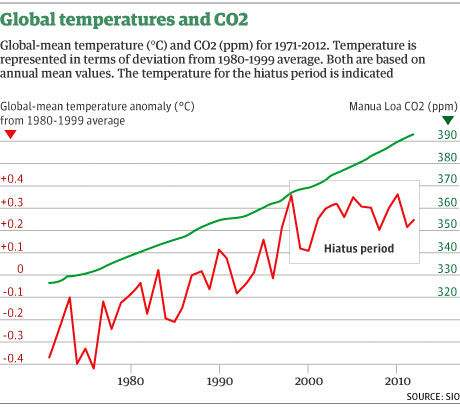 Global temperatures and CO2
Global-mean temperature (°C) and CO2 (ppm) for 1971-2012. Temperature is
represented in terms of deviation from 1980-1999 average. Both are based on
annual mean values. The temperature for the hiatus period is indicated
Global-mean temperature anomaly (°C)
from 1980-1999 average
Manua Loa CO2 (ppm)
390
+0.4
380
+0.3
370
+0.2
360
+0.1
350
0
340
-0.1
330
-0.2
320
-0.3
-0.4
Hiatus period
1980
1990
2000
2010
SOURCE: SIO